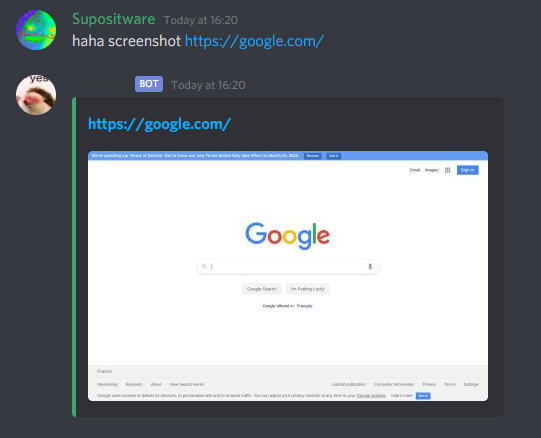 Supositware Today at 16:20
haha screenshot https://google.com/
yes
BOT Today at 16:20
https://google.com/
We're updating our Terms of Service. Get to know our new Terms before they take effect on March 31, 2020. Review Got it
Gmail Images Sign in
Google
Google Search I'm Feeling Lucky
Google offered in: Français
France
Advertising Business About How Search works Judicial publication Consumer information Privacy Terms Settings
Google uses cookies to deliver its services, to personalize ads and to analyze traffic. You can adjust your privacy controls at any time in your Google settings. Learn more Got it